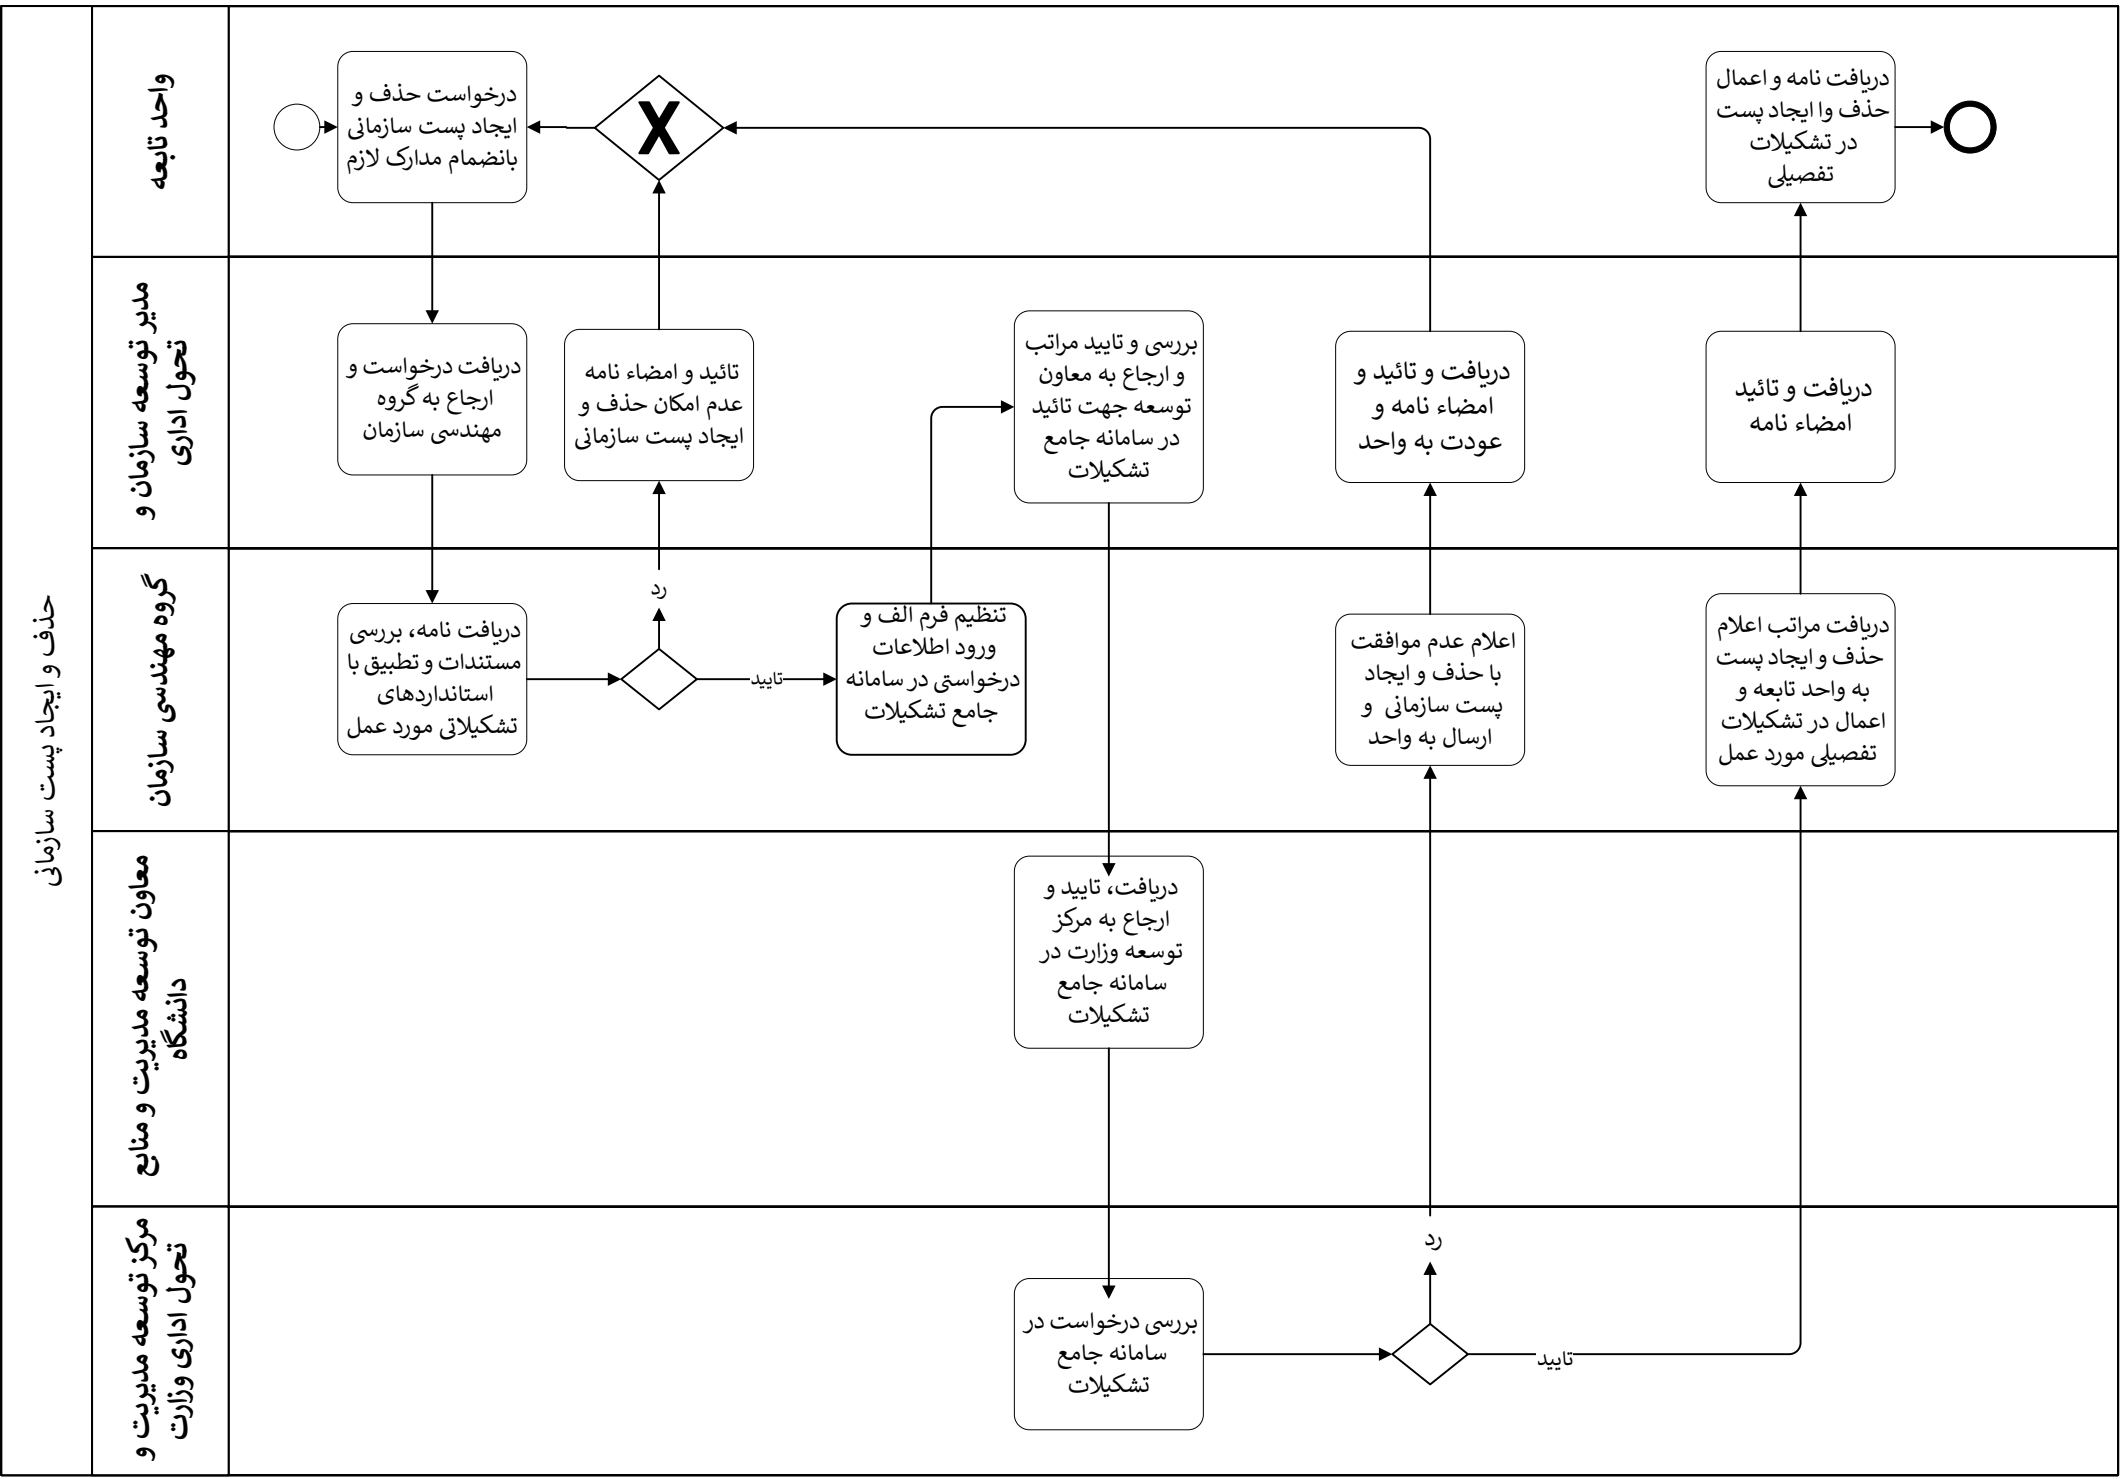 حذف و ایجاد پست سازمانی
واحد تابعه
درخواست حذف و
ایجاد پست سازمانی
بانضمام مدارک لازم
X
دریافت نامه و اعمال
حذف وا ایجاد پست
در تشکیلات
تفصیلی
مدیر توسعه سازمان و
تحول اداری
دریافت درخواست و
ارجاع به گروه
مهندسی سازمان
تائید و امضاء نامه
عدم امکان حذف و
ایجاد پست سازمانی
بررسی و تایید مراتب
و ارجاع به معاون
توسعه جهت تائید
در سامانه جامع
تشکیلات
دریافت و تائید و
امضاء نامه و
عودت به واحد
دریافت و تائید
امضاء نامه
گروه مهندسی سازمان
دریافت نامه، بررسی
مستندات و تطبیق با
استانداردهای
تشکیلاتی مورد عمل
رد
تایید
تنظیم فرم الف و
ورود اطلاعات
درخواستی در سامانه
جامع تشکیلات
اعلام عدم موافقت
با حذف و ایجاد
پست سازمانی و
ارسال به واحد
دریافت مراتب اعلام
حذف و ایجاد پست
به واحد تابعه و
اعمال در تشکیلات
تفصیلی مورد عمل
معاون توسعه مدیریت و منابع
دانشگاه
دریافت، تایید و
ارجاع به مرکز
توسعه وزارت در
سامانه جامع
تشکیلات
مرکز توسعه مدیریت و
تحول اداری وزارت
بررسی درخواست در
سامانه جامع
تشکیلات
رد
تایید